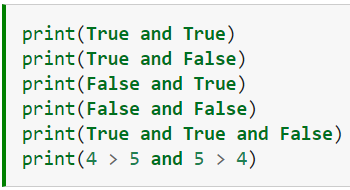 print(True and True)
print(True and False)
print(False and True)
print(False and False)
print(True and True and False)
print(4 > 5 and 5 > 4)